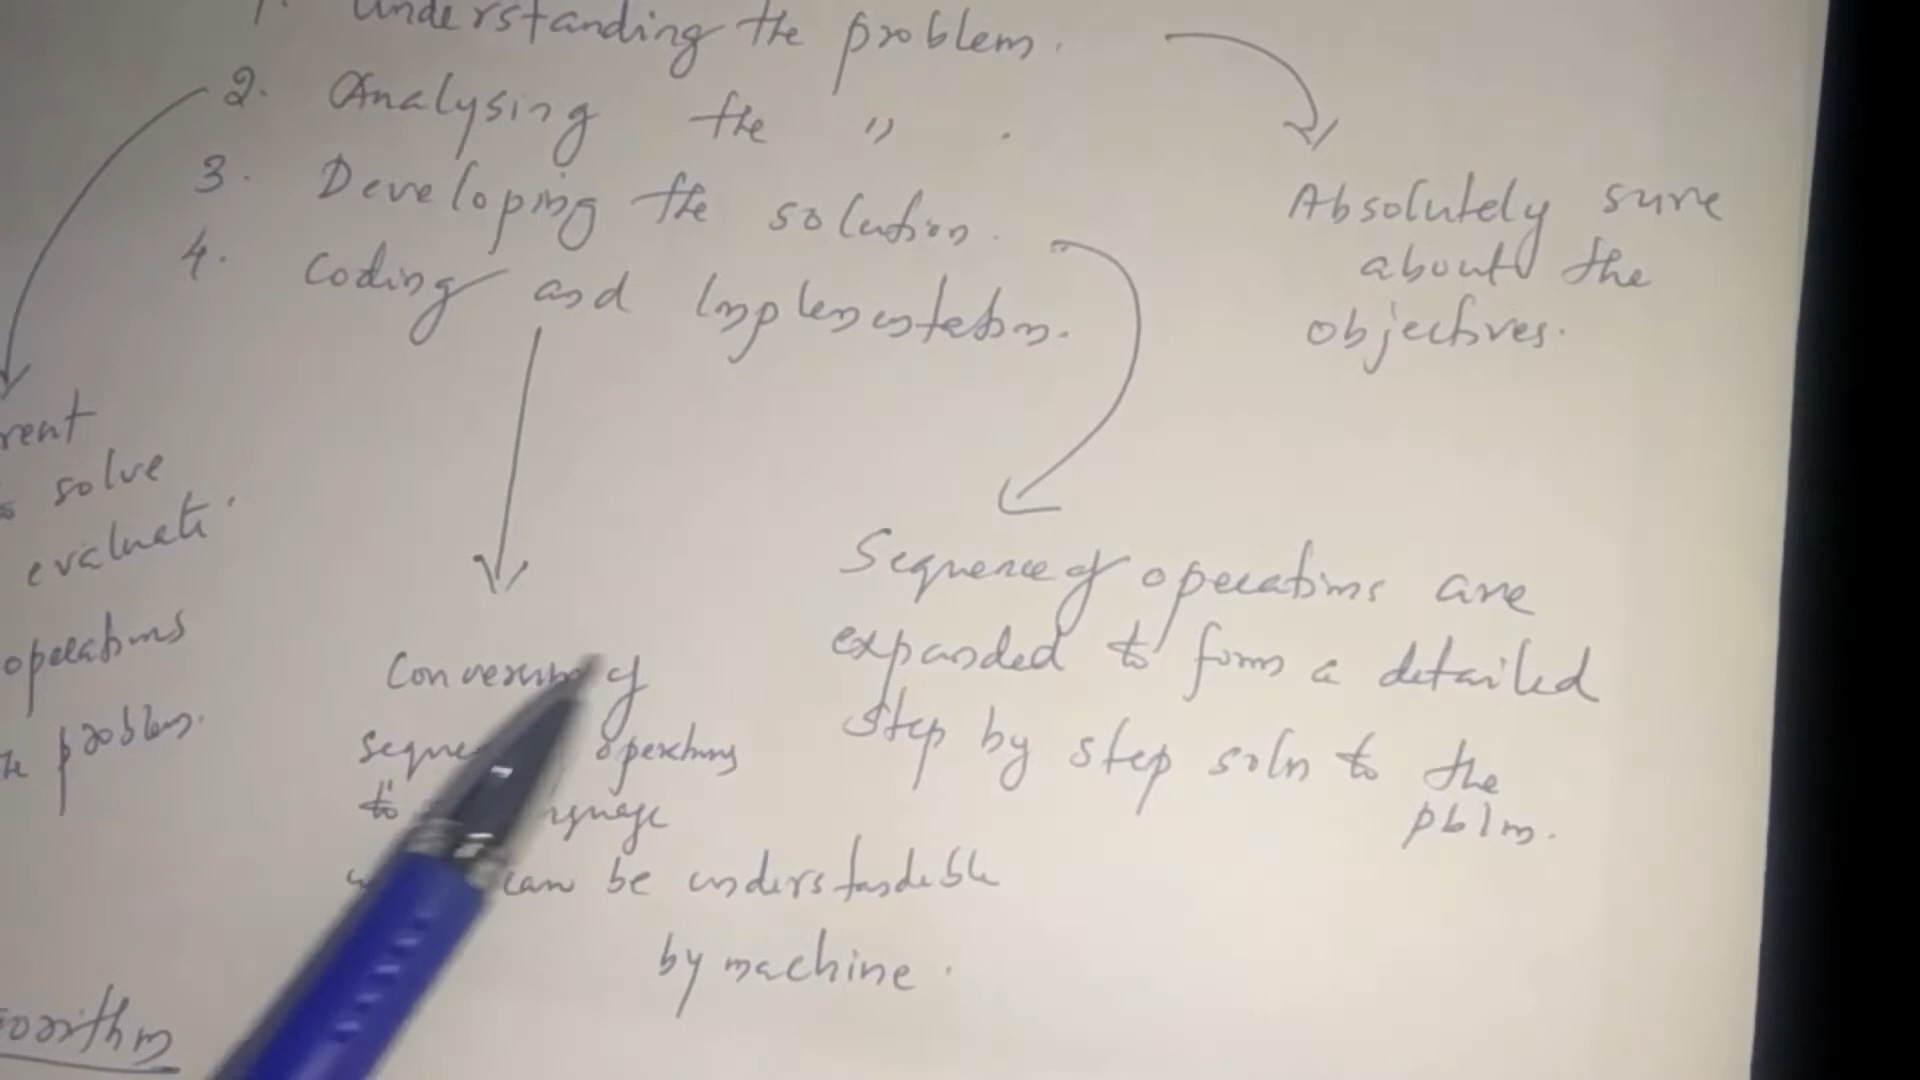 1. Understanding the problem.
2. Analysing the " .
3. Developing the solution.
4. Coding and Implementation.
Absolutely sure
about the
objectives.
solve
evaluate.
operations
problem.
Conversion of
operations
to
can be understandable
by machine.
Sequence of operations are
expanded to form a detailed
step by step soln to the
pblm.